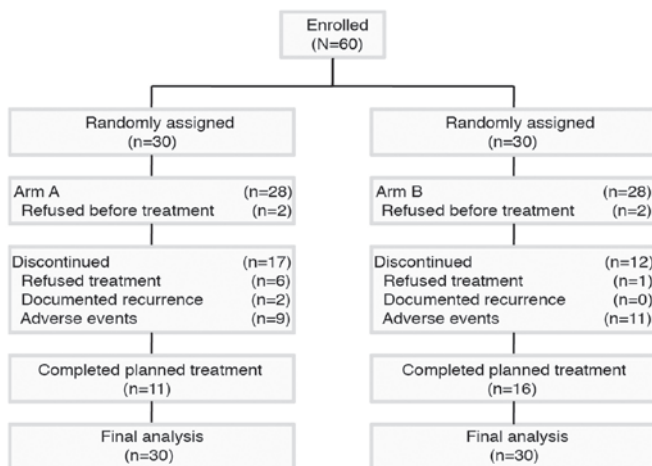 Enrolled
(N=60)
Randomly assigned
(n=30)
Randomly assigned
(n=30)
Arm A (n=28)
Refused before treatment (n=2)
Arm B (n=28)
Refused before treatment (n=2)
Discontinued (n=17)
Refused treatment (n=6)
Documented recurrence (n=2)
Adverse events (n=9)
Discontinued (n=12)
Refused treatment (n=1)
Documented recurrence (n=0)
Adverse events (n=11)
Completed planned treatment
(n=11)
Completed planned treatment
(n=16)
Final analysis
(n=30)
Final analysis
(n=30)